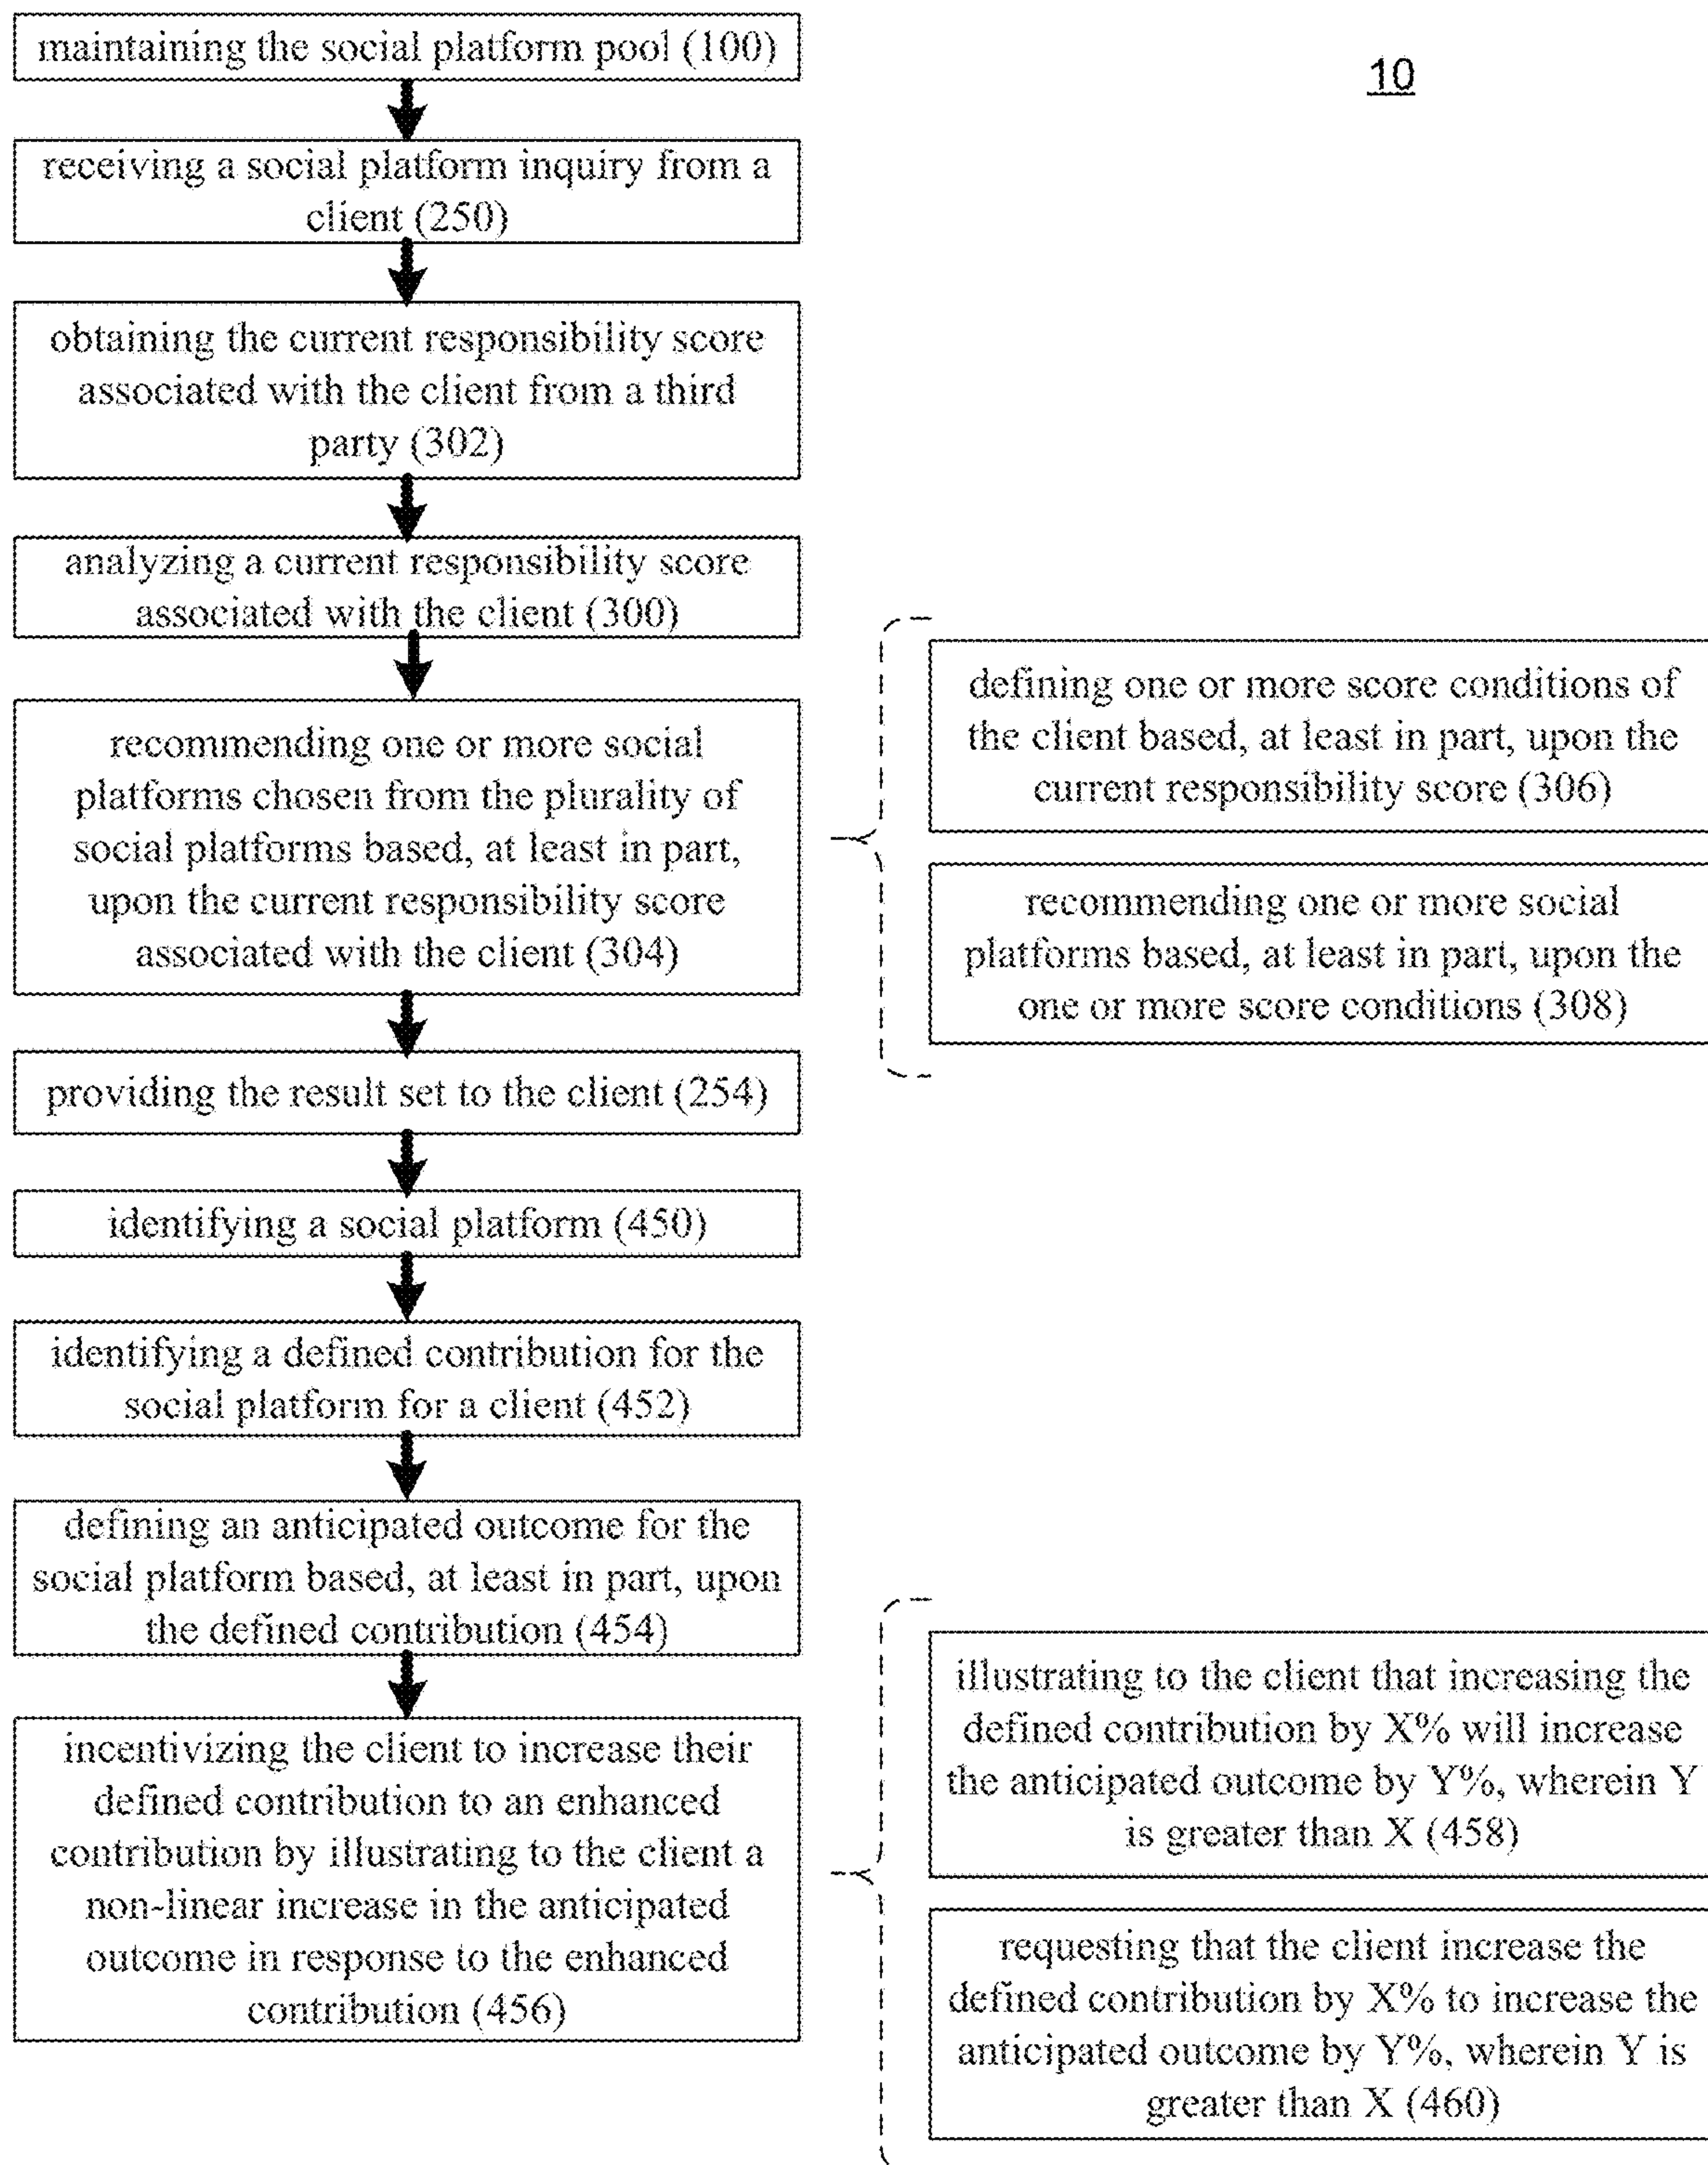 maintaining the social platform pool (100)
10
receiving a social platform inquiry from a
client (250)
obtaining the current responsibility score
associated with the client from a third
party (302)
analyzing a current responsibility score
associated with the client (300)
recommending one or more social
platforms chosen from the plurality of
social platforms based, at least in part,
upon the current responsibility score
associated with the client (304)
defining one or more score conditions of
the client based, at least in part, upon the
current responsibility score (306)
recommending one or more social
platforms based, at least in part, upon the
one or more score conditions (308)
providing the result set to the client (254)
identifying a social platform (450)
identifying a defined contribution for the
social platform for a client (452)
defining an anticipated outcome for the
social platform based, at least in part, upon
the defined contribution (454)
incentivizing the client to increase their
defined contribution to an enhanced
contribution by illustrating to the client a
non-linear increase in the anticipated
outcome in response to the enhanced
contribution (456)
illustrating to the client that increasing the
defined contribution by X% will increase
the anticipated outcome by Y%, wherein Y
is greater than X (458)
requesting that the client increase the
defined contribution by X% to increase the
anticipated outcome by Y%, wherein Y is
greater than X (460)